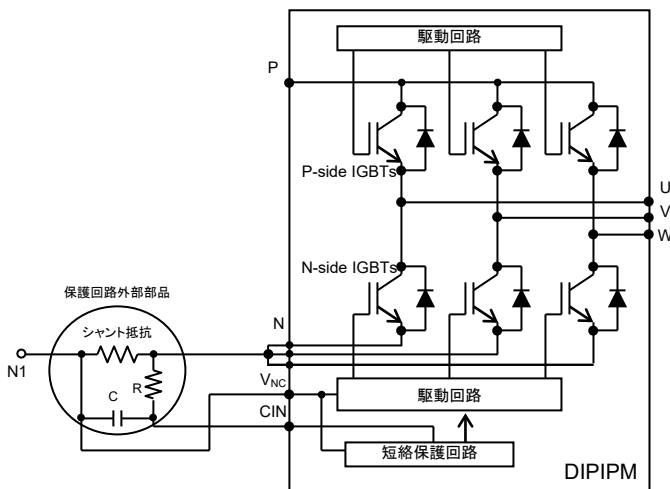 駆動回路
P
P-side IGBTs
U
V
W
N-side IGBTs
保護回路外部部品
シャント抵抗
N
N1
R
C
VNC
駆動回路
CIN
短絡保護回路
DIPIPM